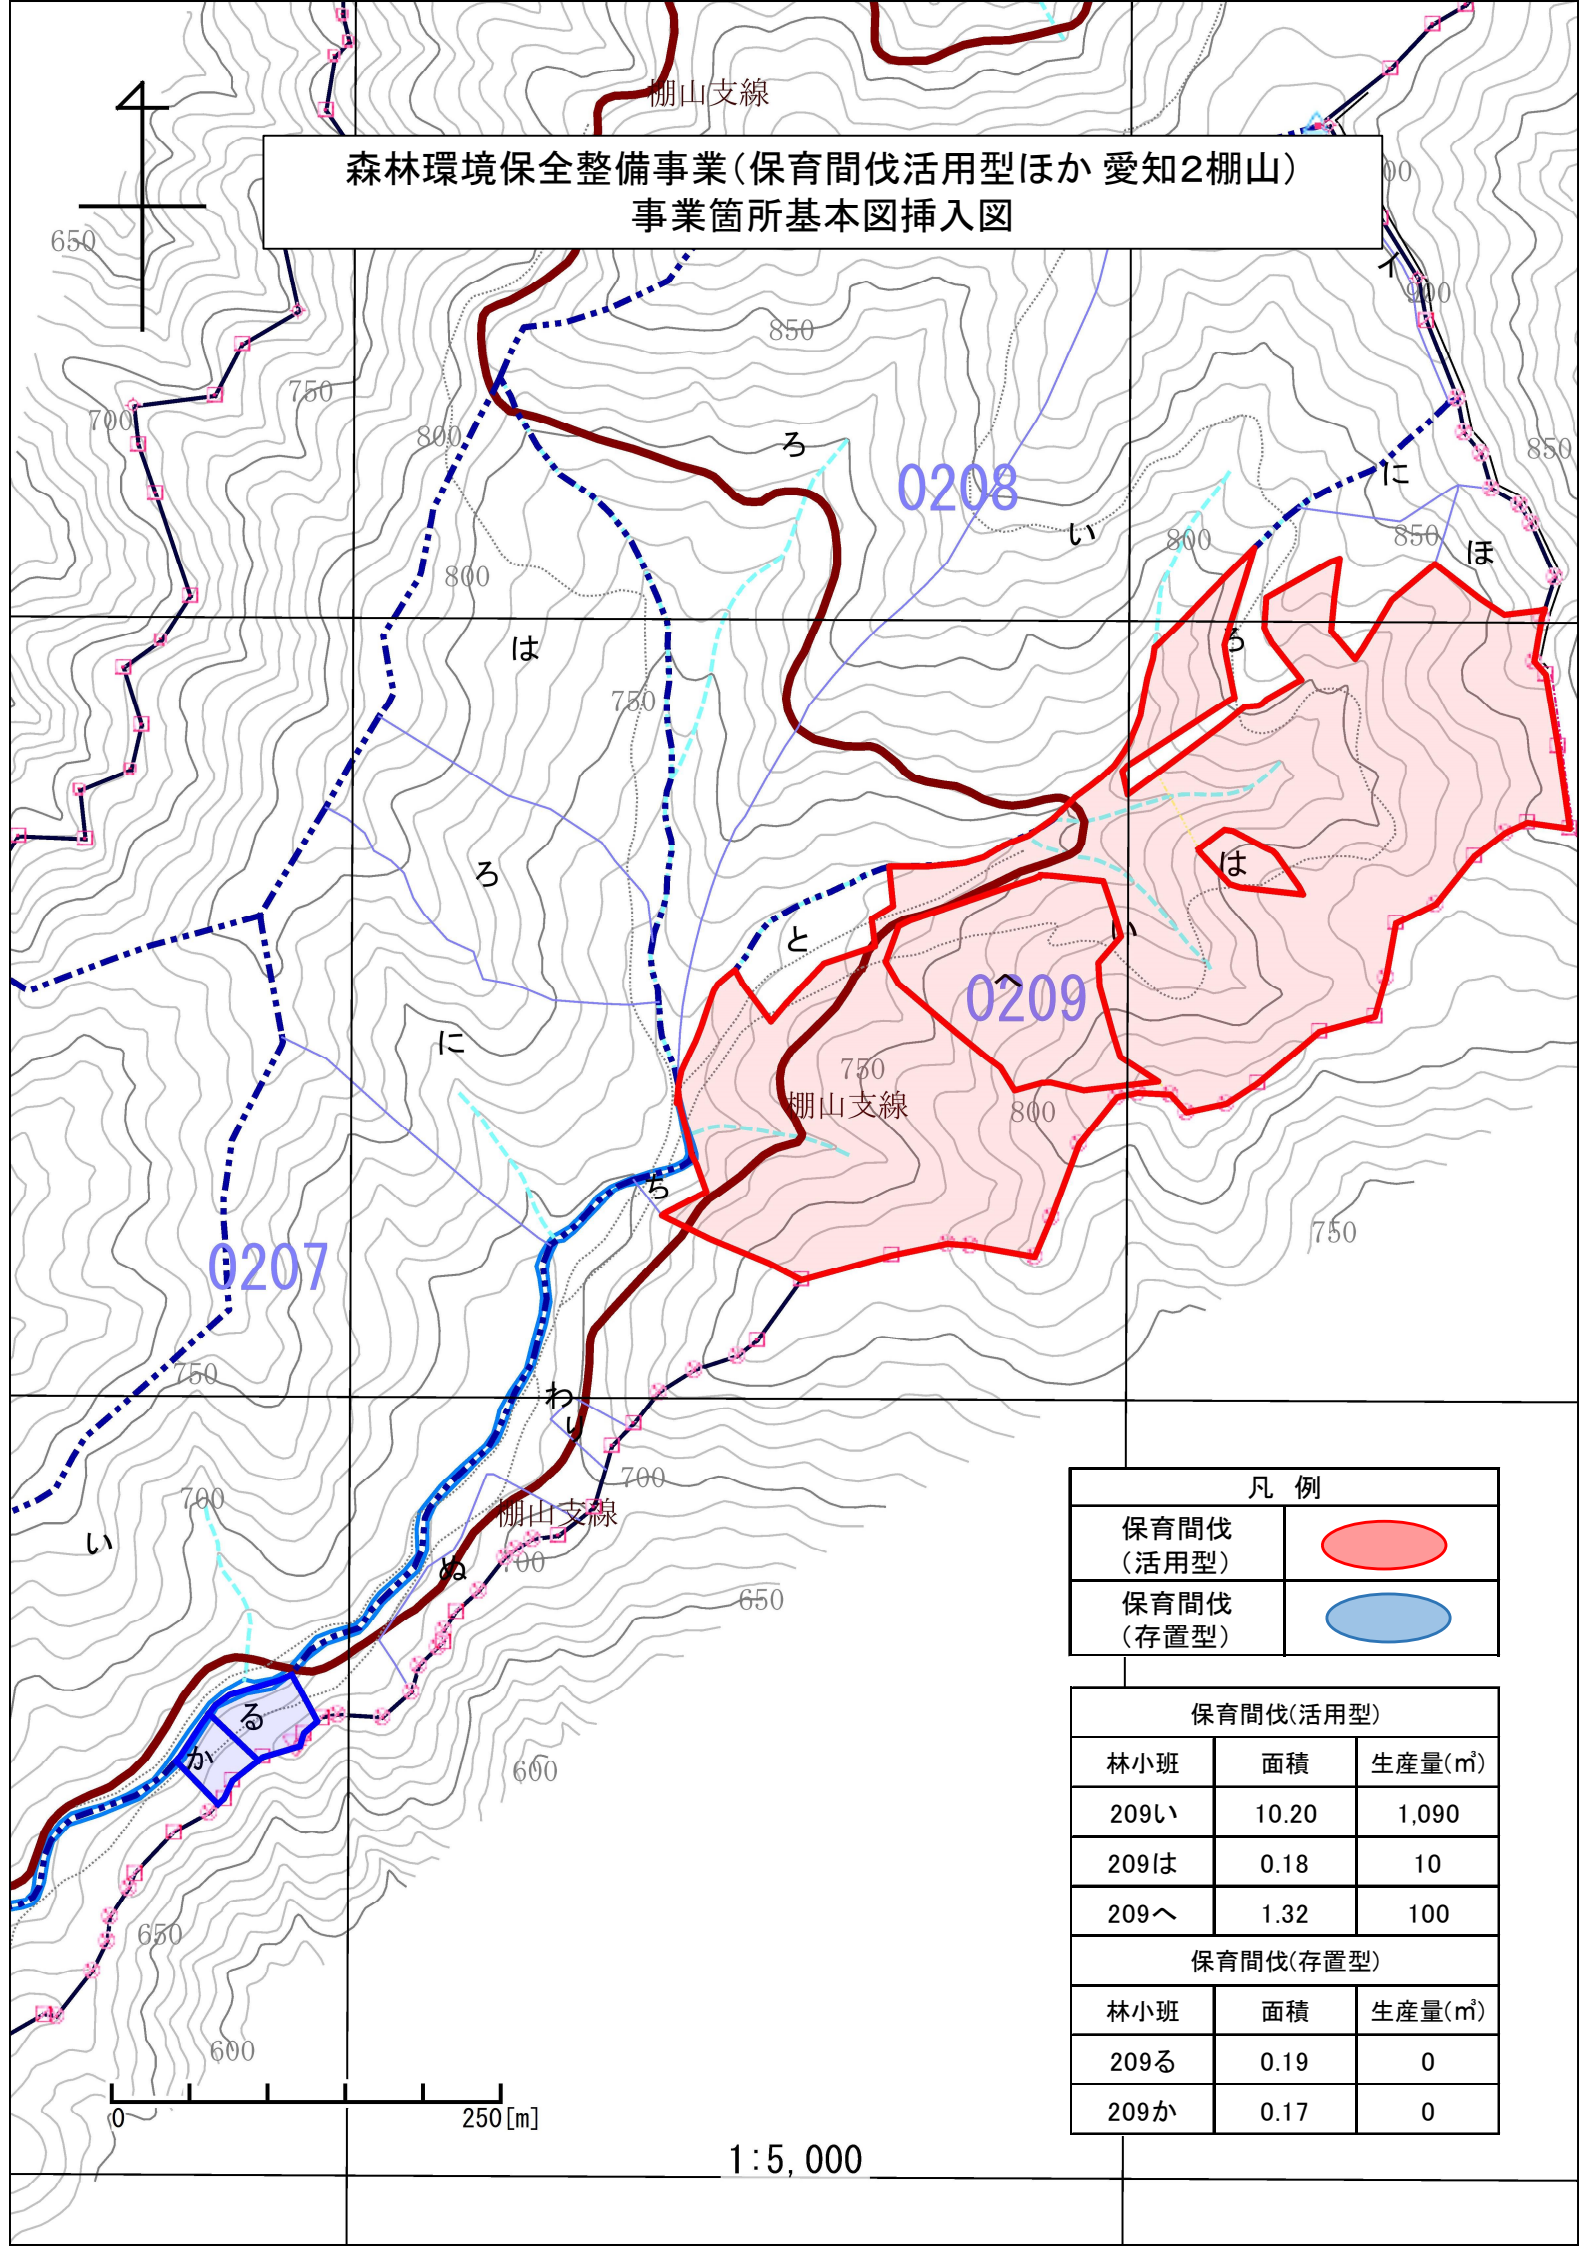 棚山支線
森林環境保全整備事業（保育間伐活用型ほか 愛知２棚山）
事業箇所基本図挿入図
650
イ
900
850
750
700
800
ろ
850
0208
に
い
800
850
ほ
800
は
ろ
750
ろ
は
と
い
へ
0209
に
750
棚山支線
800
ち
750
0207
750
わ
り
700
700
棚山支線
い
ぬ
700
650
る
か
600
650
600
凡 例
保育間伐
（活用型）
保育間伐
（存置型）
保育間伐(活用型)
林小班 面積 生産量(㎥)
209い 10.20 1,090
209は 0.18 10
209へ 1.32 100
保育間伐(存置型)
林小班 面積 生産量(㎥)
209る 0.19 0
209か 0.17 0
0 250[m]
1:5,000